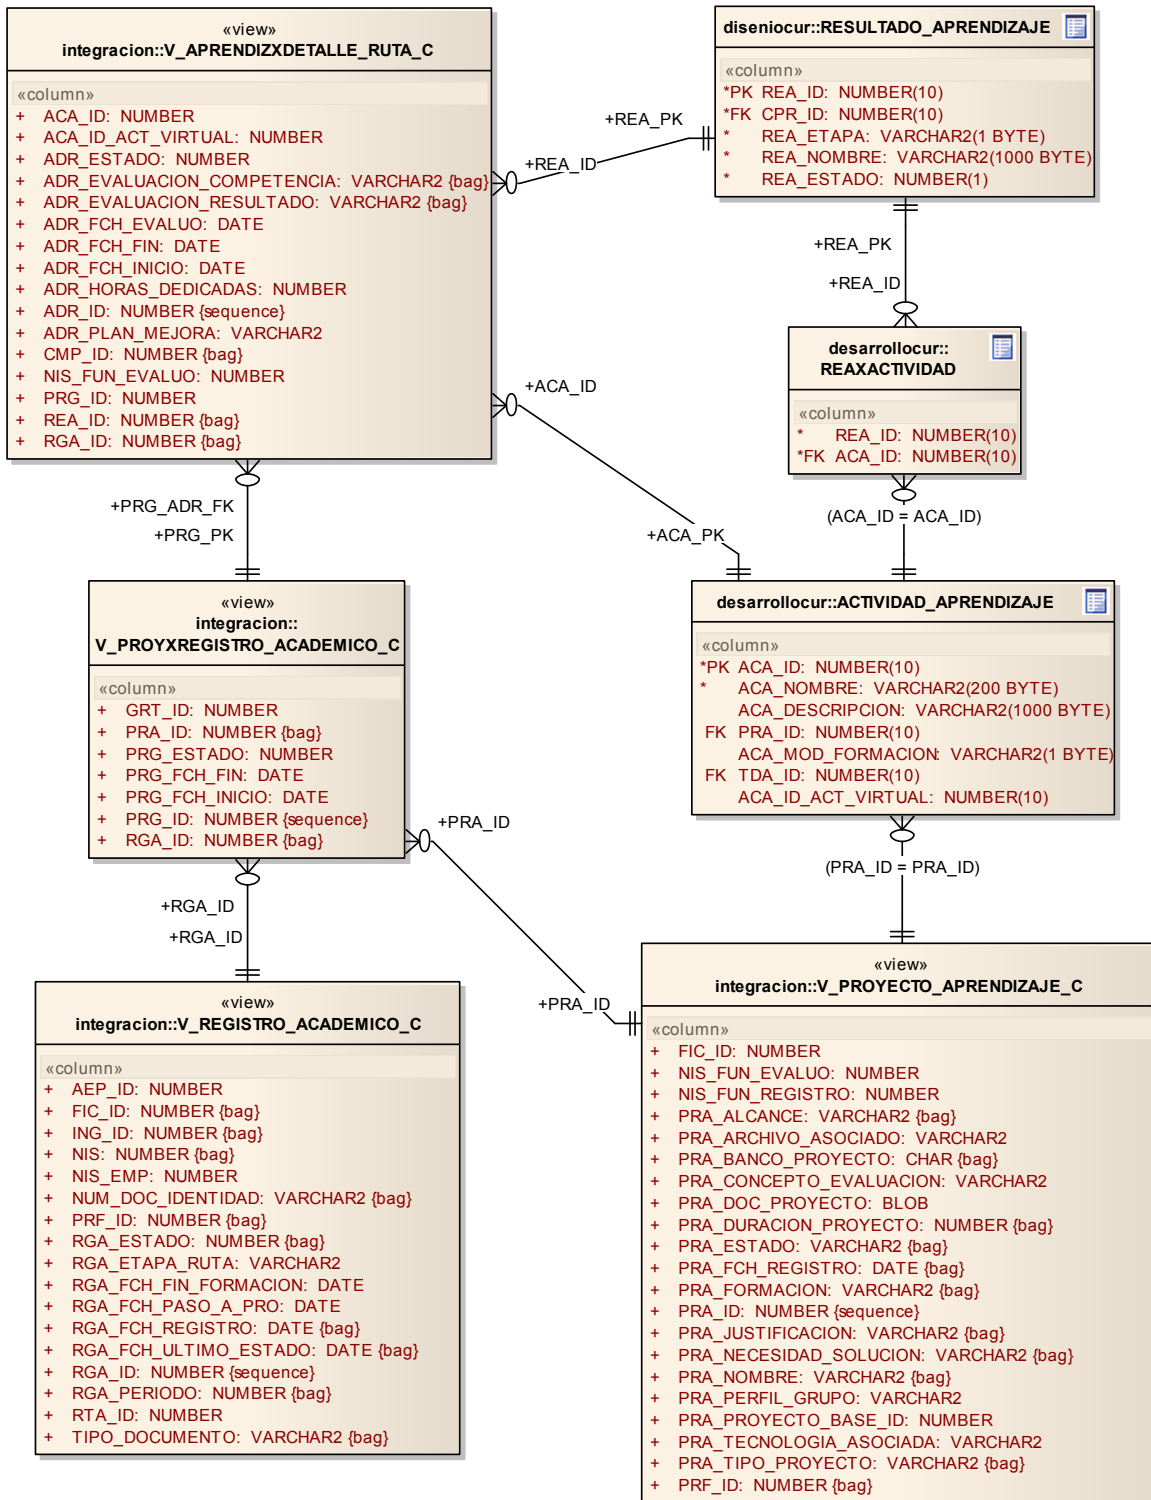 «view»
integracion::V_APRENDIZXDETALLE_RUTA_C
«column»
+ ACA_ID: NUMBER
+ ACA_ID_ACT_VIRTUAL: NUMBER
+ ADR_ESTADO: NUMBER
+ ADR_EVALUACION_COMPETENCIA: VARCHAR2 {bag}
+ ADR_EVALUACION_RESULTADO: VARCHAR2 {bag}
+ ADR_FCH_EVALUO: DATE
+ ADR_FCH_FIN: DATE
+ ADR_FCH_INICIO: DATE
+ ADR_HORAS_DEDICADAS: NUMBER
+ ADR_ID: NUMBER {sequence}
+ ADR_PLAN_MEJORA: VARCHAR2
+ CMP_ID: NUMBER {bag}
+ NIS_FUN_EVALUO: NUMBER
+ PRG_ID: NUMBER
+ REA_ID: NUMBER {bag}
+ RGA_ID: NUMBER {bag}
diseniocur::RESULTADO_APRENDIZAJE
«column»
*PK REA_ID: NUMBER(10)
*FK CPR_ID: NUMBER(10)
* REA_ETAPA: VARCHAR2(1 BYTE)
* REA_NOMBRE: VARCHAR2(1000 BYTE)
* REA_ESTADO: NUMBER(1)
+REA_PK
+REA_ID
+REA_PK
+REA_ID
desarrollocur::
REAXACTIVIDAD
«column»
* REA_ID: NUMBER(10)
*FK ACA_ID: NUMBER(10)
+ACA_ID
+ACA_PK
(ACA_ID = ACA_ID)
+PRG_ADR_FK
+PRG_PK
«view»
integracion::
V_PROYXREGISTRO_ACADEMICO_C
«column»
+ GRT_ID: NUMBER
+ PRA_ID: NUMBER {bag}
+ PRG_ESTADO: NUMBER
+ PRG_FCH_FIN: DATE
+ PRG_FCH_INICIO: DATE
+ PRG_ID: NUMBER {sequence}
+ RGA_ID: NUMBER {bag}
desarrollocur::ACTIVIDAD_APRENDIZAJE
«column»
*PK ACA_ID: NUMBER(10)
* ACA_NOMBRE: VARCHAR2(200 BYTE)
ACA_DESCRIPCION: VARCHAR2(1000 BYTE)
FK PRA_ID: NUMBER(10)
ACA_MOD_FORMACION: VARCHAR2(1 BYTE)
FK TDA_ID: NUMBER(10)
ACA_ID_ACT_VIRTUAL: NUMBER(10)
+PRA_ID
+PRA_ID
(PRA_ID = PRA_ID)
+RGA_ID
+RGA_ID
«view»
integracion::V_REGISTRO_ACADEMICO_C
«column»
+ AEP_ID: NUMBER
+ FIC_ID: NUMBER {bag}
+ ING_ID: NUMBER {bag}
+ NIS: NUMBER {bag}
+ NIS_EMP: NUMBER
+ NUM_DOC_IDENTIDAD: VARCHAR2 {bag}
+ PRF_ID: NUMBER {bag}
+ RGA_ESTADO: NUMBER {bag}
+ RGA_ETAPA_RUTA: VARCHAR2
+ RGA_FCH_FIN_FORMACION: DATE
+ RGA_FCH_PASO_A_PRO: DATE
+ RGA_FCH_REGISTRO: DATE {bag}
+ RGA_FCH_ULTIMO_ESTADO: DATE {bag}
+ RGA_ID: NUMBER {sequence}
+ RGA_PERIODO: NUMBER {bag}
+ RTA_ID: NUMBER
+ TIPO_DOCUMENTO: VARCHAR2 {bag}
«view»
integracion::V_PROYECTO_APRENDIZAJE_C
«column»
+ FIC_ID: NUMBER
+ NIS_FUN_EVALUO: NUMBER
+ NIS_FUN_REGISTRO: NUMBER
+ PRA_ALCANCE: VARCHAR2 {bag}
+ PRA_ARCHIVO_ASOCIADO: VARCHAR2
+ PRA_BANCO_PROYECTO: CHAR {bag}
+ PRA_CONCEPTO_EVALUACION: VARCHAR2
+ PRA_DOC_PROYECTO: BLOB
+ PRA_DURACION_PROYECTO: NUMBER {bag}
+ PRA_ESTADO: VARCHAR2 {bag}
+ PRA_FCH_REGISTRO: DATE {bag}
+ PRA_FORMACION: VARCHAR2 {bag}
+ PRA_ID: NUMBER {sequence}
+ PRA_JUSTIFICACION: VARCHAR2 {bag}
+ PRA_NECESIDAD_SOLUCION: VARCHAR2 {bag}
+ PRA_NOMBRE: VARCHAR2 {bag}
+ PRA_PERFIL_GRUPO: VARCHAR2
+ PRA_PROYECTO_BASE_ID: NUMBER
+ PRA_TECNOLOGIA_ASOCIADA: VARCHAR2
+ PRA_TIPO_PROYECTO: VARCHAR2 {bag}
+ PRF_ID: NUMBER {bag}